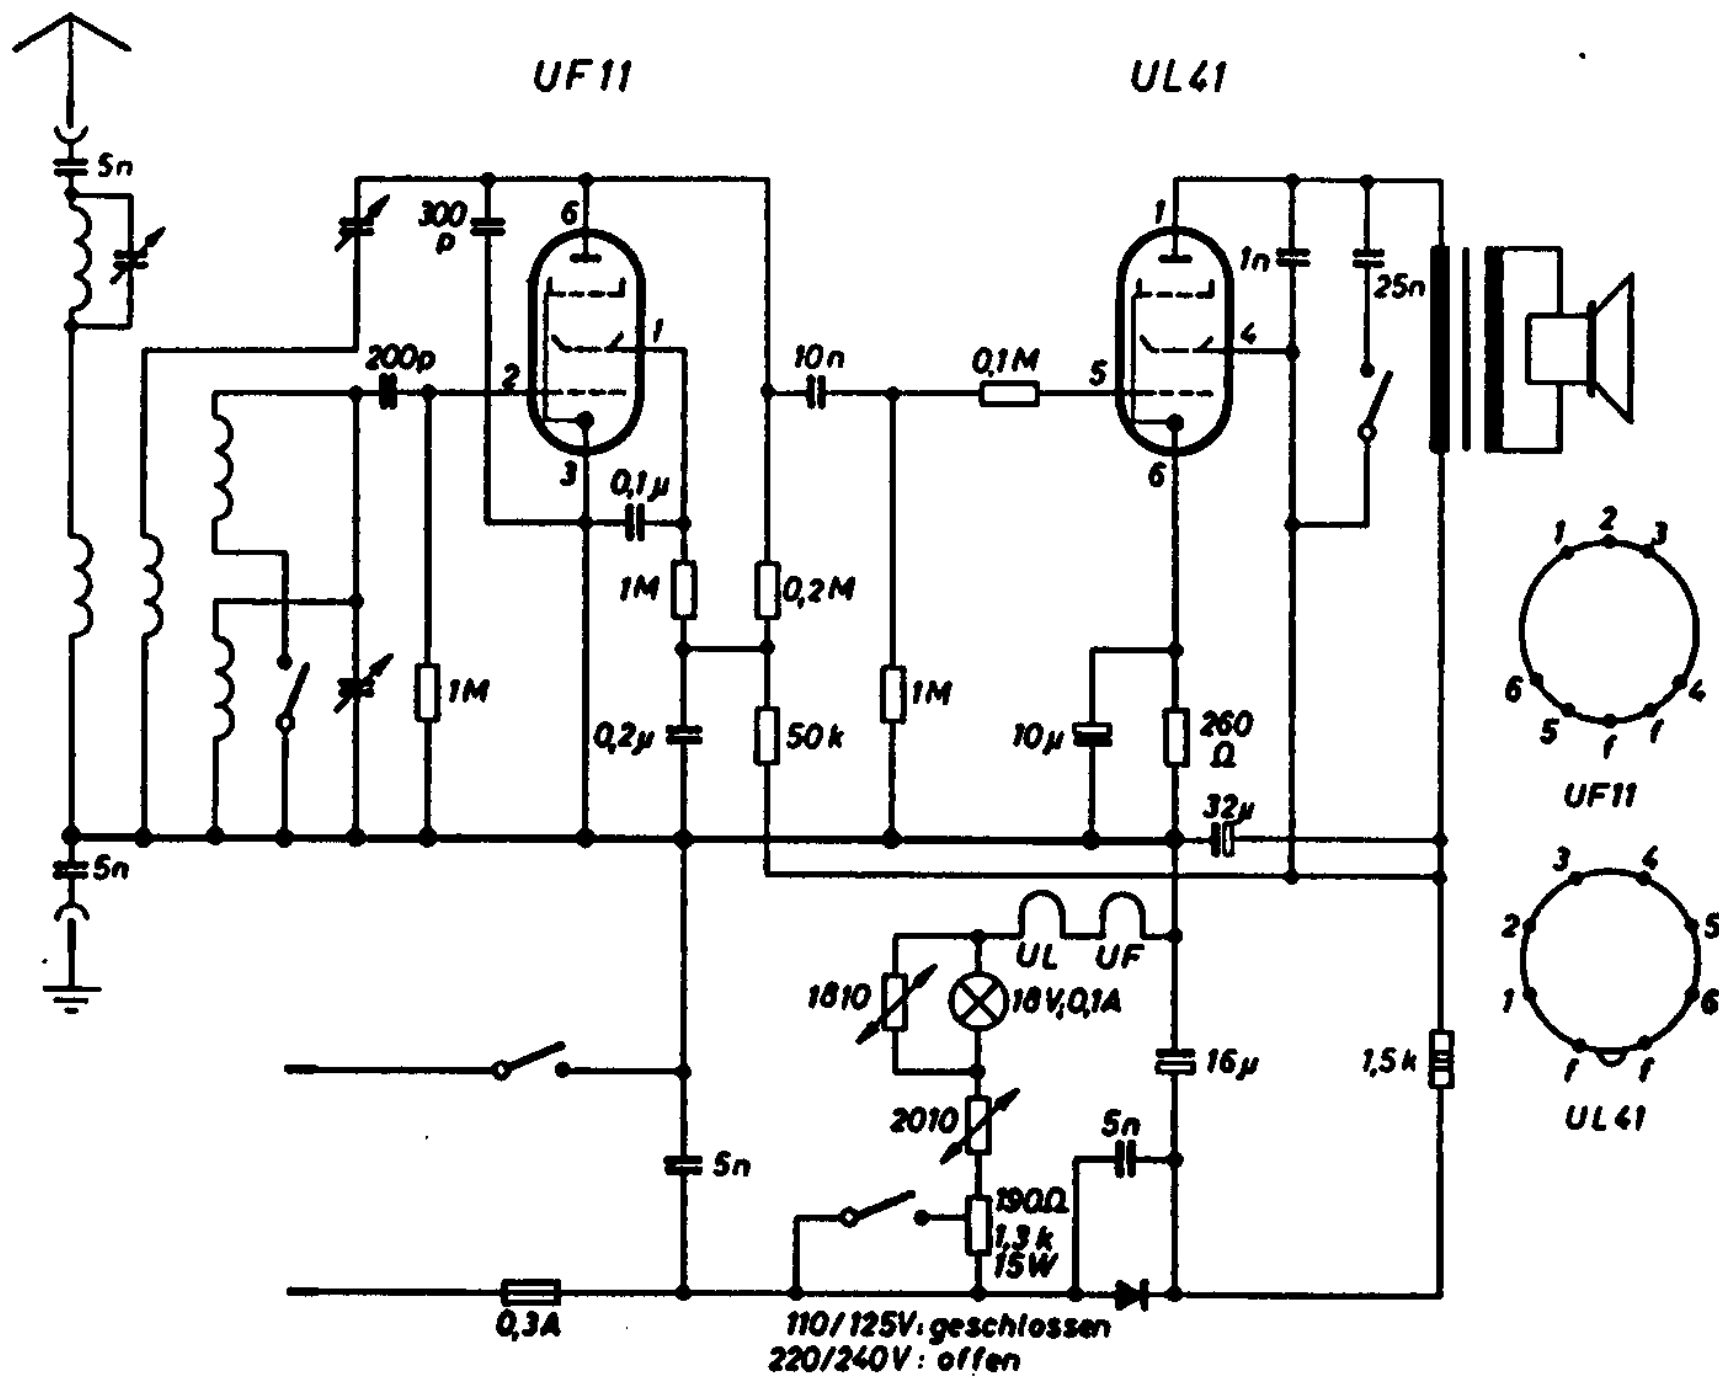 UF11
UL41
5n
300
p
6
1
1n
25n
200p
2
1
10n
0,1M
5
4
3
0,1µ
6
1M
0,2M
1M
1M
0,2µ
50k
10µ
260
Ω
32µ
5n
UL
UF
1810
18V;0,1A
16µ
1,5k
2010
5n
5n
190Ω
1,3k
15W
0,3A
110/125V: geschlossen
220/240V: offen
1
2
3
6
4
5
f
f
UF11
3
4
2
5
1
6
f
f
UL41